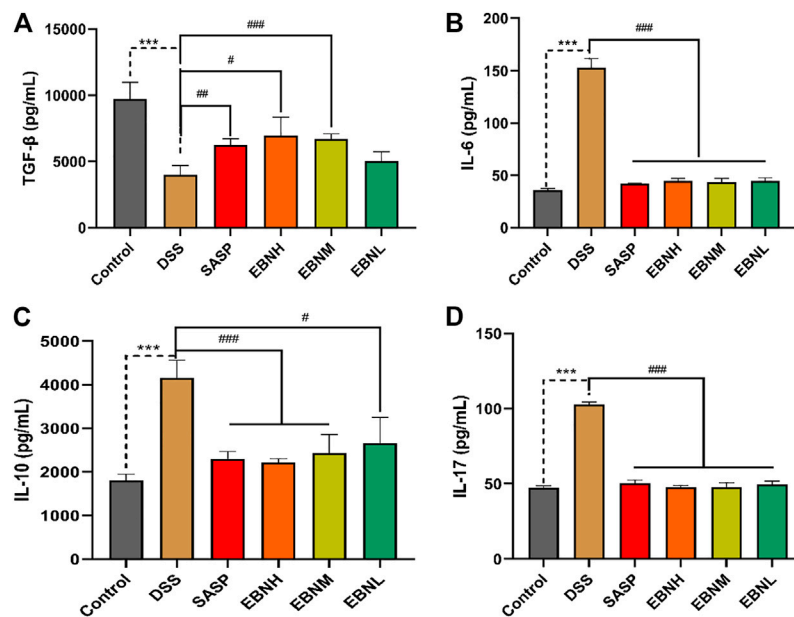 A
TGF-β (pg/mL)
15000
10000
5000
0
***
###
#
##
Control
DSS
SASP
EBNH
EBNM
EBNL
B
IL-6 (pg/mL)
200
150
100
50
0
***
###
Control
DSS
SASP
EBNH
EBNM
EBNL
C
IL-10 (pg/mL)
5000
4000
3000
2000
1000
0
***
#
###
Control
DSS
SASP
EBNH
EBNM
EBNL
D
IL-17 (pg/mL)
150
100
50
0
***
###
Control
DSS
SASP
EBNH
EBNM
EBNL